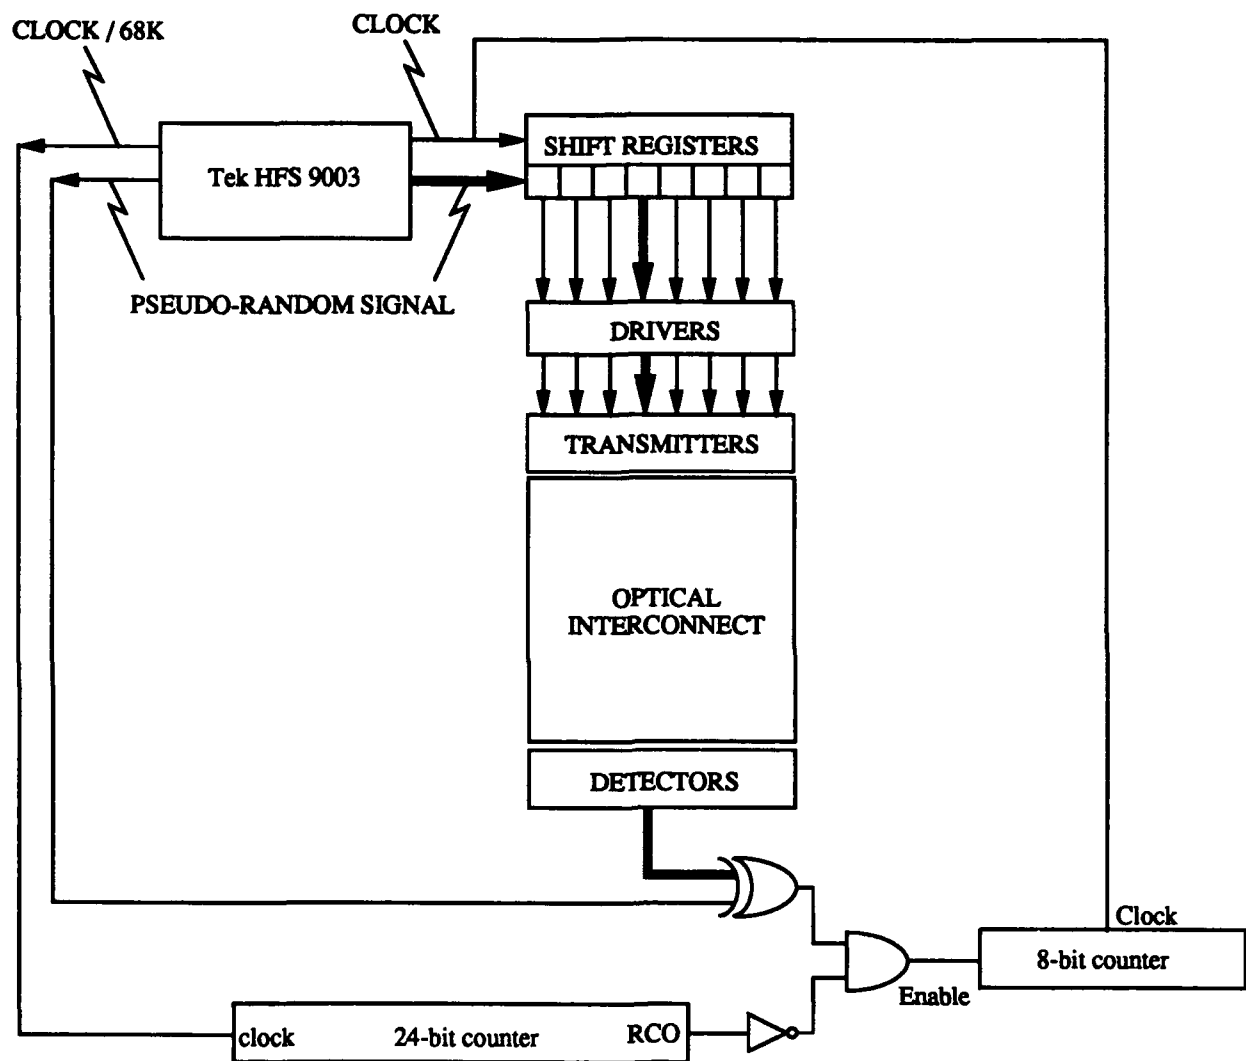 CLOCK / 68K
CLOCK
SHIFT REGISTERS
Tek HFS 9003
PSEUDO-RANDOM SIGNAL
DRIVERS
TRANSMITTERS
OPTICAL
INTERCONNECT
DETECTORS
Clock
8-bit counter
Enable
clock
24-bit counter
RCO